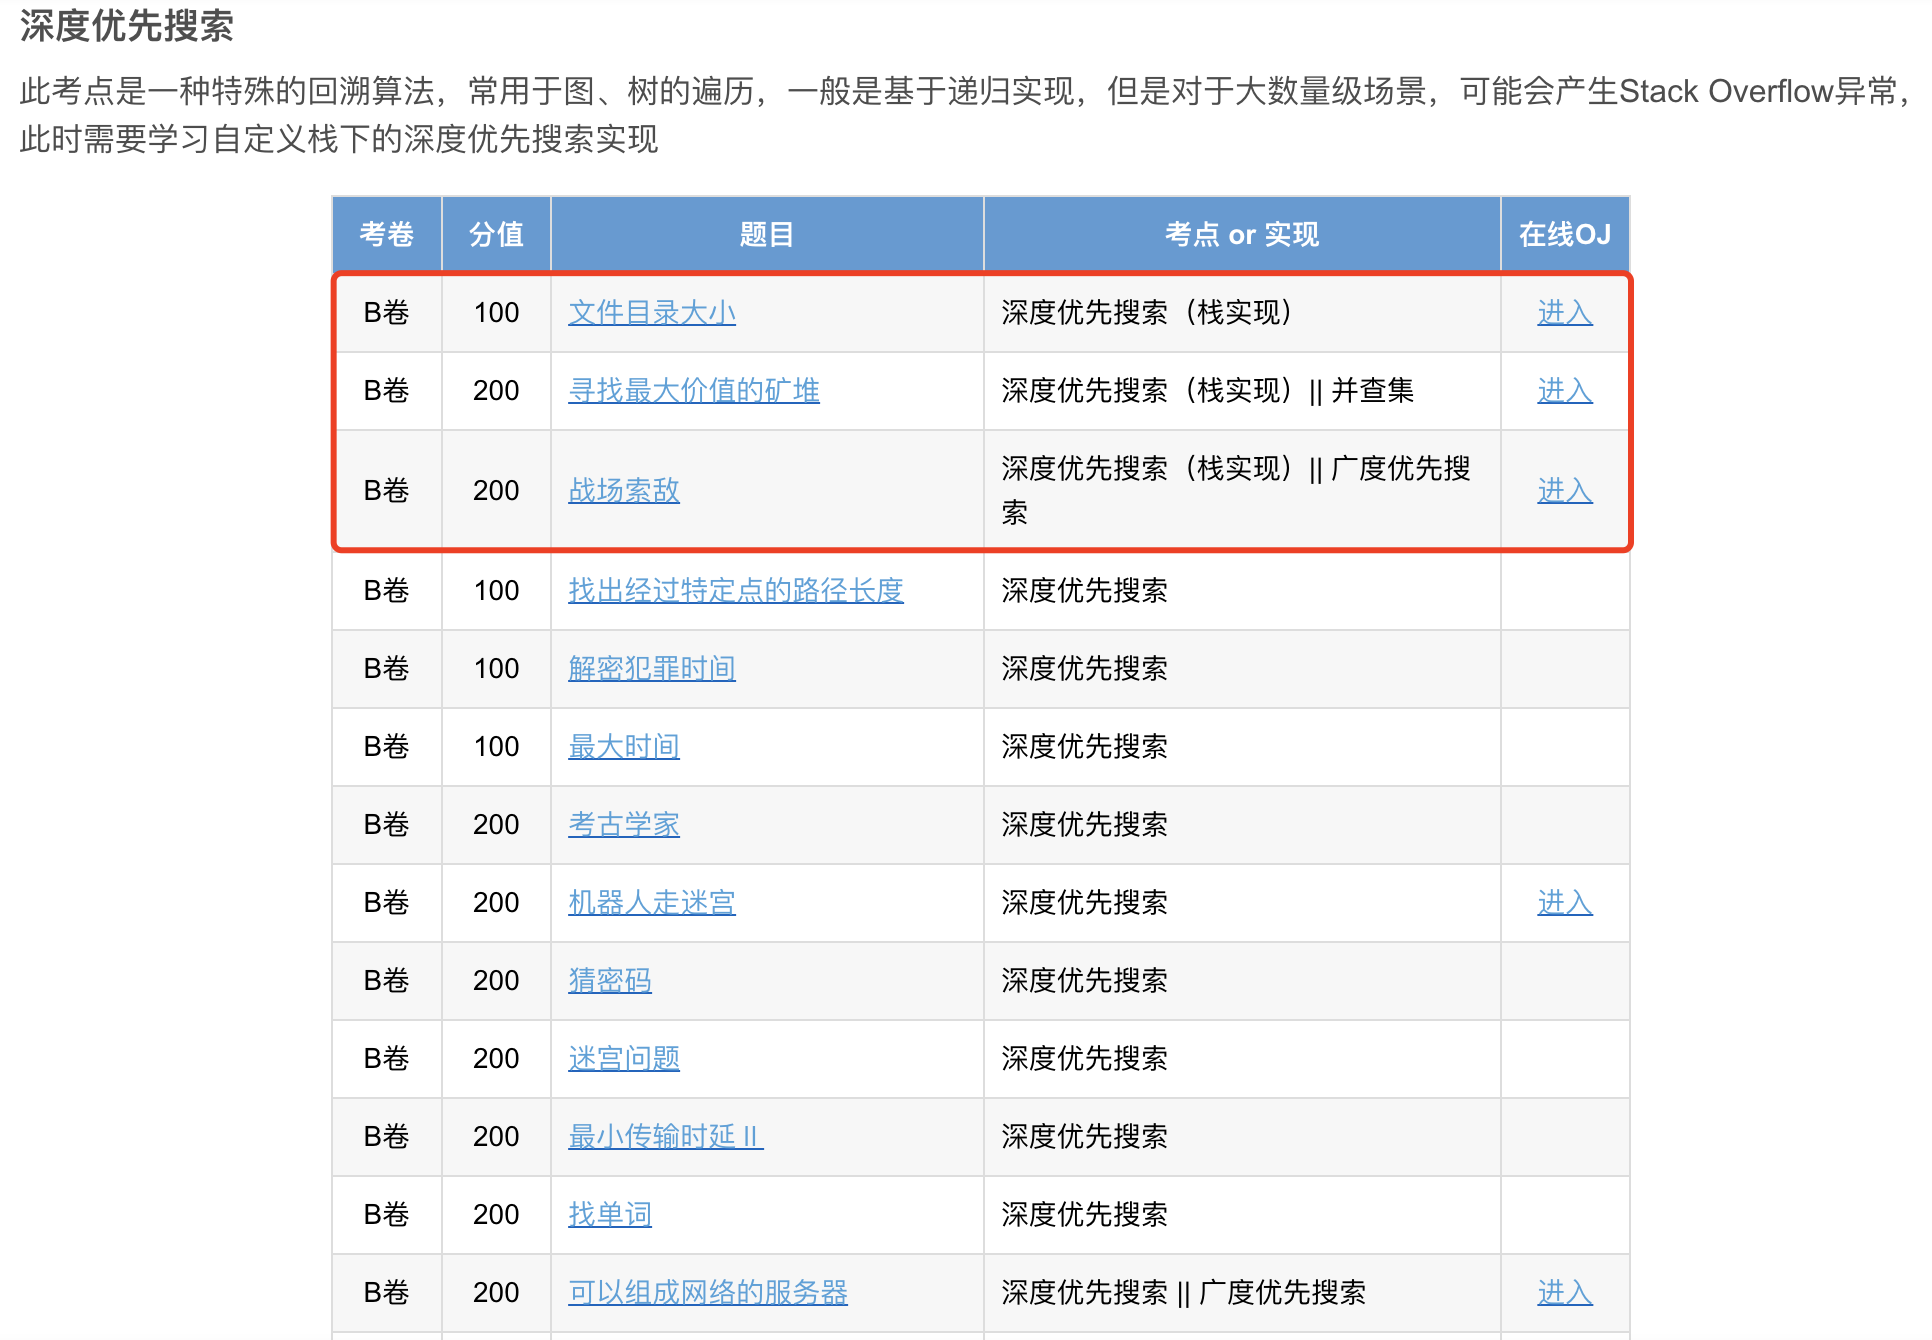 深度优先搜索
此考点是一种特殊的回溯算法，常用于图、树的遍历，一般是基于递归实现，但是对于大数量级场景，可能会产生Stack Overflow异常，
此时需要学习自定义栈下的深度优先搜索实现
考卷 分值 题目 考点 or 实现 在线OJ
B卷 100 文件目录大小 深度优先搜索（栈实现） 进入
B卷 200 寻找最大价值的矿堆 深度优先搜索（栈实现）|| 并查集 进入
B卷 200 战场索敌 深度优先搜索（栈实现）|| 广度优先搜 进入
索
B卷 100 找出经过特定点的路径长度 深度优先搜索
B卷 100 解密犯罪时间 深度优先搜索
B卷 100 最大时间 深度优先搜索
B卷 200 考古学家 深度优先搜索
B卷 200 机器人走迷宫 深度优先搜索 进入
B卷 200 猜密码 深度优先搜索
B卷 200 迷宫问题 深度优先搜索
B卷 200 最小传输时延Ⅱ 深度优先搜索
B卷 200 找单词 深度优先搜索
B卷 200 可以组成网络的服务器 深度优先搜索 || 广度优先搜索 进入